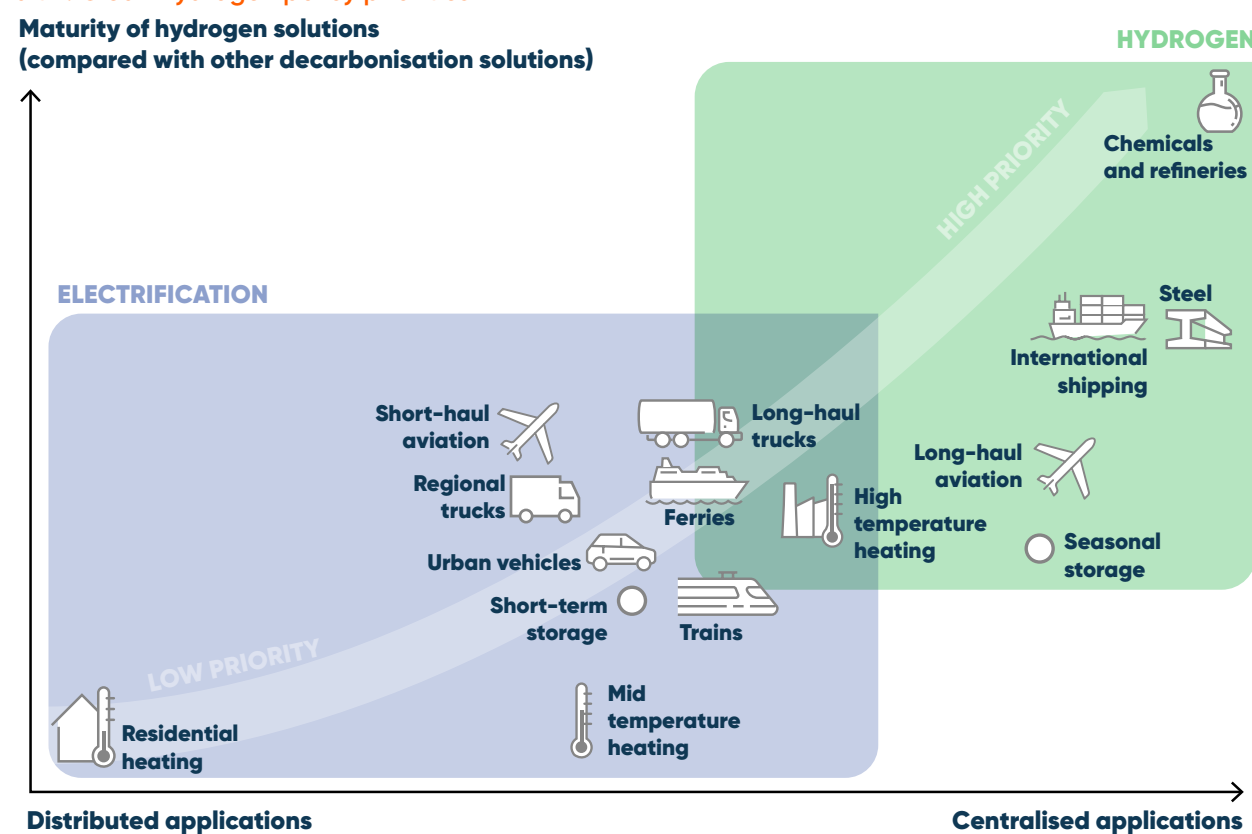 Maturity of hydrogen solutions
(compared with other decarbonisation solutions)
HYDROGEN
HIGH PRIORITY
Chemicals
and refineries
ELECTRIFICATION
Steel
International
shipping
Short-haul
aviation
Long-haul
trucks
Long-haul
aviation
Regional
trucks
Ferries
High
temperature
heating
Urban vehicles
Seasonal
storage
Short-term
storage
Trains
LOW PRIORITY
Mid
temperature
heating
Residential
heating
Distributed applications
Centralised applications